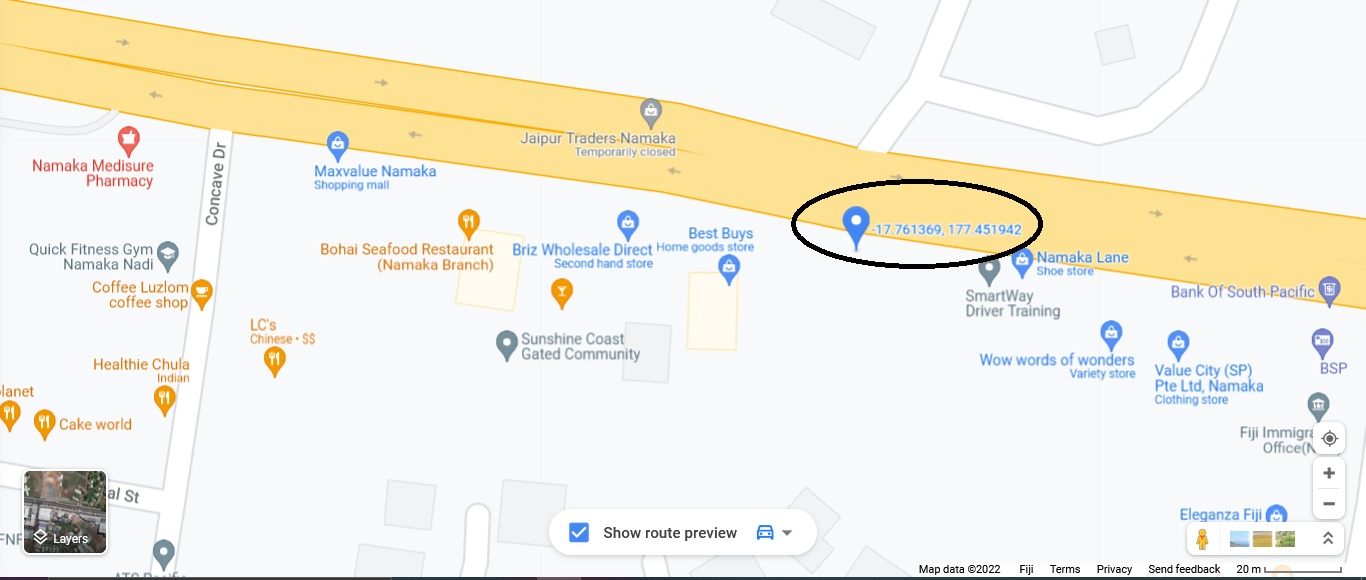 Jaipur Traders Namaka
Temporarily closed
Namaka Medisure
Pharmacy
Concave Dr
Maxvalue Namaka
Shopping mall
-17.761369, 177.451942
Quick Fitness Gym
Namaka Nadi
Bohai Seafood Restaurant
(Namaka Branch)
Briz Wholesale Direct
Second hand store
Best Buys
Home goods store
Namaka Lane
Shoe store
SmartWay
Driver Training
Bank Of South Pacific
Coffee Luzlom
coffee shop
LC's
Chinese • $$
Sunshine Coast
Gated Community
Wow words of wonders
Variety store
Value City (SP)
Pte Ltd, Namaka
Clothing store
BSP
Healthie Chula
Indian
lanet
Cake world
Fiji Immigra
Office(N
al St
Layers
FNF
Show route preview
Eleganza Fiji
Map data ©2022 Fiji Terms Privacy Send feedback 20 m